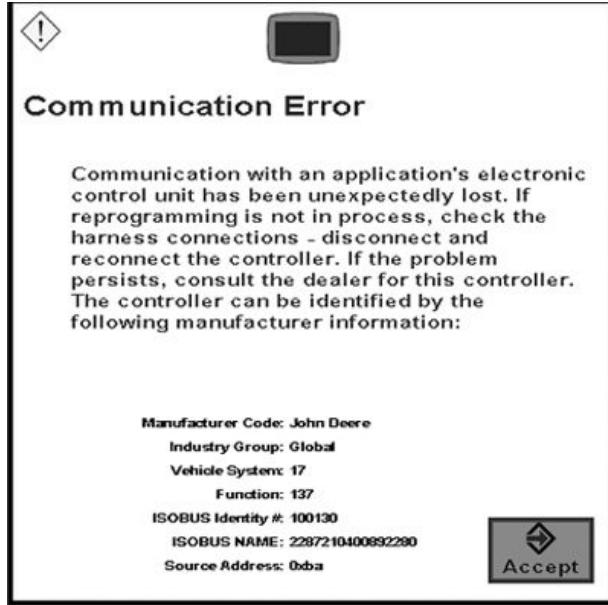 Communication Error
Communication with an application's electronic
control unit has been unexpectedly lost. If
reprogramming is not in process, check the
harness connections - disconnect and
reconnect the controller. If the problem
persists, consult the dealer for this controller.
The controller can be identified by the
following manufacturer information:
Manufacturer Code: John Deere
Industry Group: Global
Vehicle System: 17
Function: 137
ISOBUS Identity #: 100130
ISOBUS NAME: 2287210400892280
Source Address: 0xba
Accept